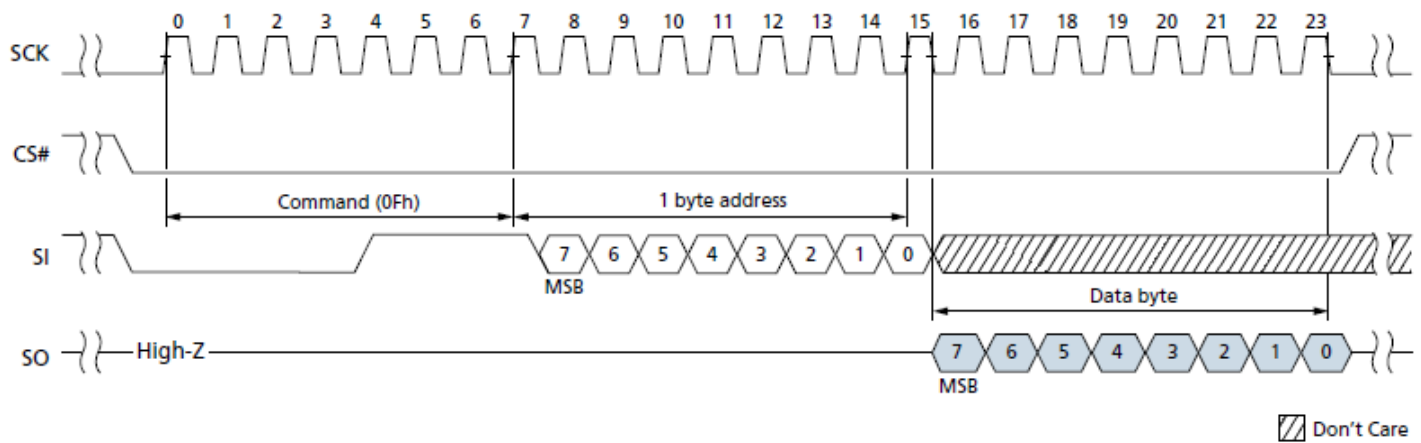 0 1 2 3 4 5 6 7 8 9 10 11 12 13 14 15 16 17 18 19 20 21 22 23
SCK
CS#
Command (0Fh) 1 byte address
SI 7 6 5 4 3 2 1 0
MSB Data byte
SO High-Z 7 6 5 4 3 2 1 0
MSB
Don't Care